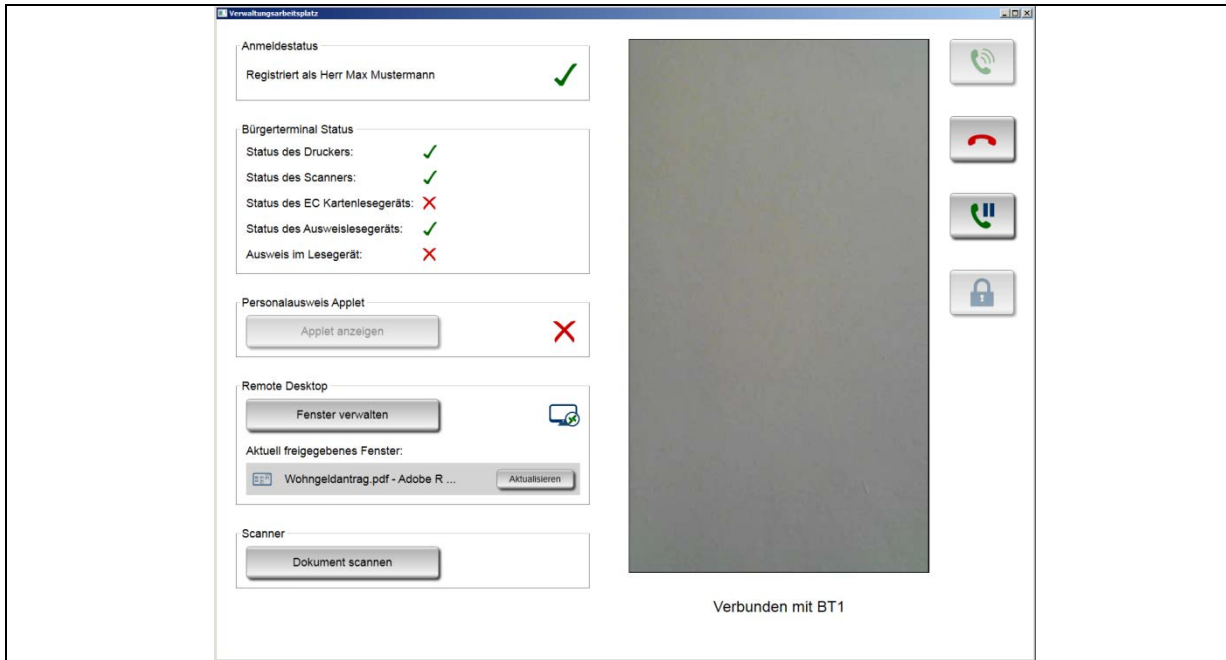 Verwaltungsarbeitsplatz
Anmeldestatus
Registriert als Herr Max Mustermann
Bürgerterminal Status
Status des Druckers:
Status des Scanners:
Status des EC Kartenlesegeräts:
Status des Ausweislesegeräts:
Ausweis im Lesegerät:
Personalausweis Applet
Applet anzeigen
Remote Desktop
Fenster verwalten
Aktuell freigegebenes Fenster:
Wohngeldantrag.pdf - Adobe R ... Aktualisieren
Scanner
Dokument scannen
Verbunden mit BT1